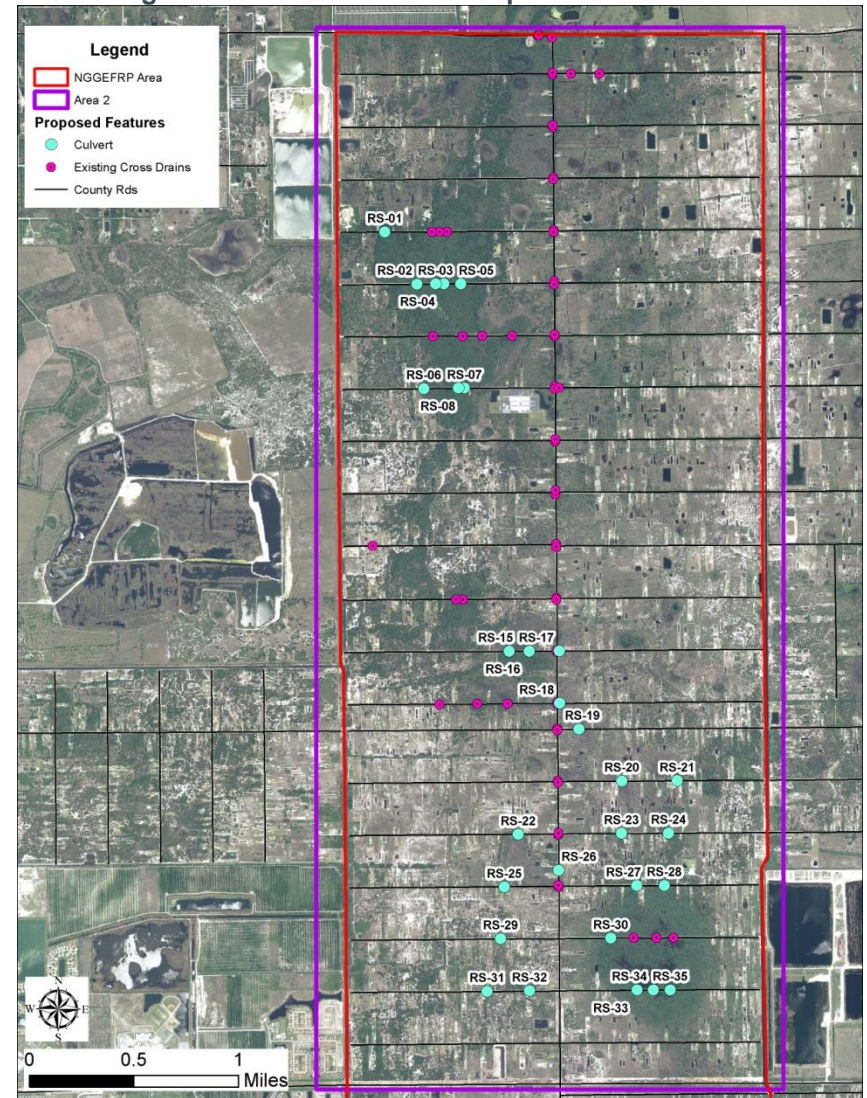 Legend
NGGEFRP Area
Area 2
Proposed Features
Culvert
Existing Cross Drains
County Rds
RS-01
RS-02 RS-03 RS-05
RS-04
RS-06 RS-07
RS-08
RS-15 RS-17
RS-16
RS-18
RS-19
RS-20 RS-21
RS-22 RS-23 RS-24
RS-26
RS-25 RS-27 RS-28
RS-29 RS-30
RS-31 RS-32 RS-34 RS-35
RS-33
N
W E
S
0 0.5 1
Miles